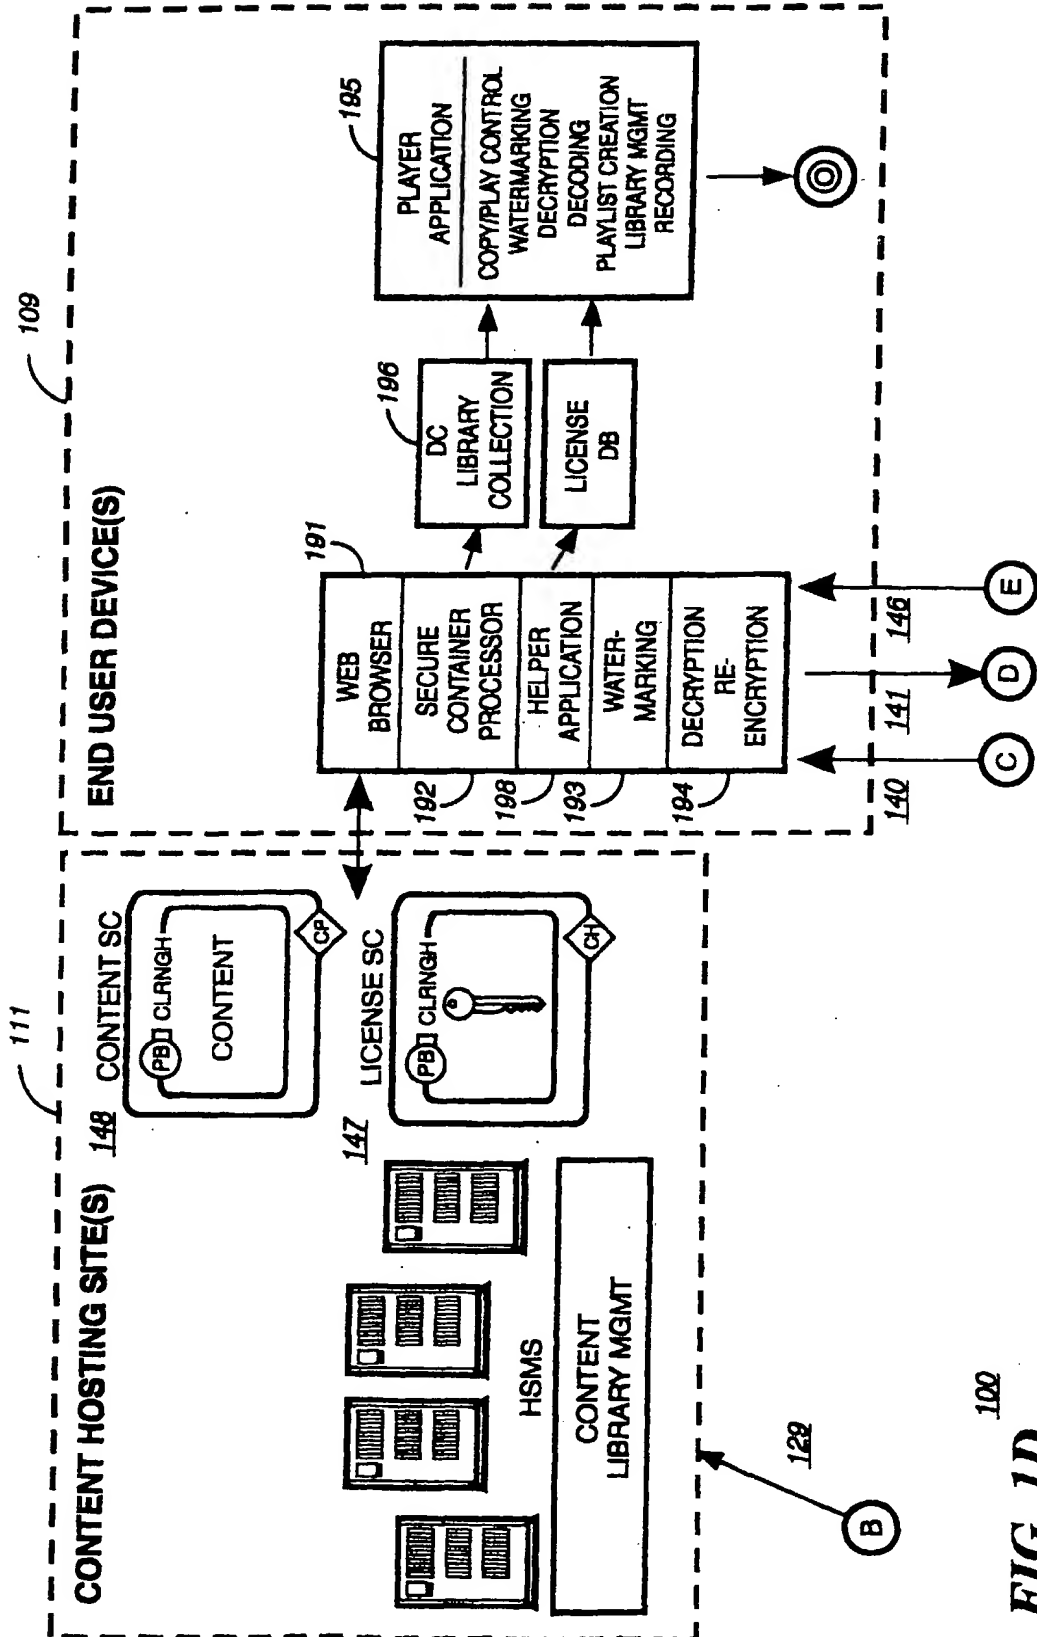 111
CONTENT HOSTING SITE(S)
148
CONTENT SC
PB
CLRNGH
CONTENT
CP
147
LICENSE SC
PB
CLRNGH
CH
HSMS
CONTENT
LIBRARY MGMT
129
B
109
END USER DEVICE(S)
191
WEB
BROWSER
192
SECURE
CONTAINER
PROCESSOR
198
HELPER
APPLICATION
193
WATER-
MARKING
194
DECRYPTION
RE-
ENCRYPTION
196
DC
LIBRARY
COLLECTION
LICENSE
DB
195
PLAYER
APPLICATION
COPY/PLAY CONTROL
WATERMARKING
DECRYPTION
DECODING
PLAYLIST CREATION
LIBRARY MGMT
RECORDING
140
141
146
C
D
E
100
FIG. 1D